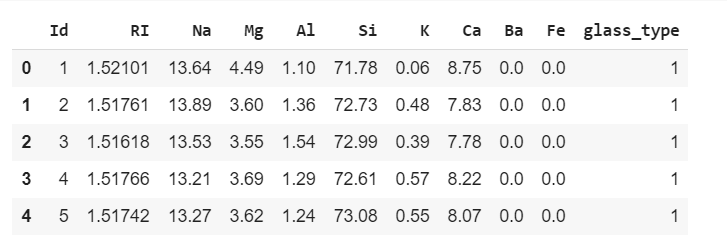 Id RI Na Mg Al Si K Ca Ba Fe glass_type
0 1 1.52101 13.64 4.49 1.10 71.78 0.06 8.75 0.0 0.0 1
1 2 1.51761 13.89 3.60 1.36 72.73 0.48 7.83 0.0 0.0 1
2 3 1.51618 13.53 3.55 1.54 72.99 0.39 7.78 0.0 0.0 1
3 4 1.51766 13.21 3.69 1.29 72.61 0.57 8.22 0.0 0.0 1
4 5 1.51742 13.27 3.62 1.24 73.08 0.55 8.07 0.0 0.0 1